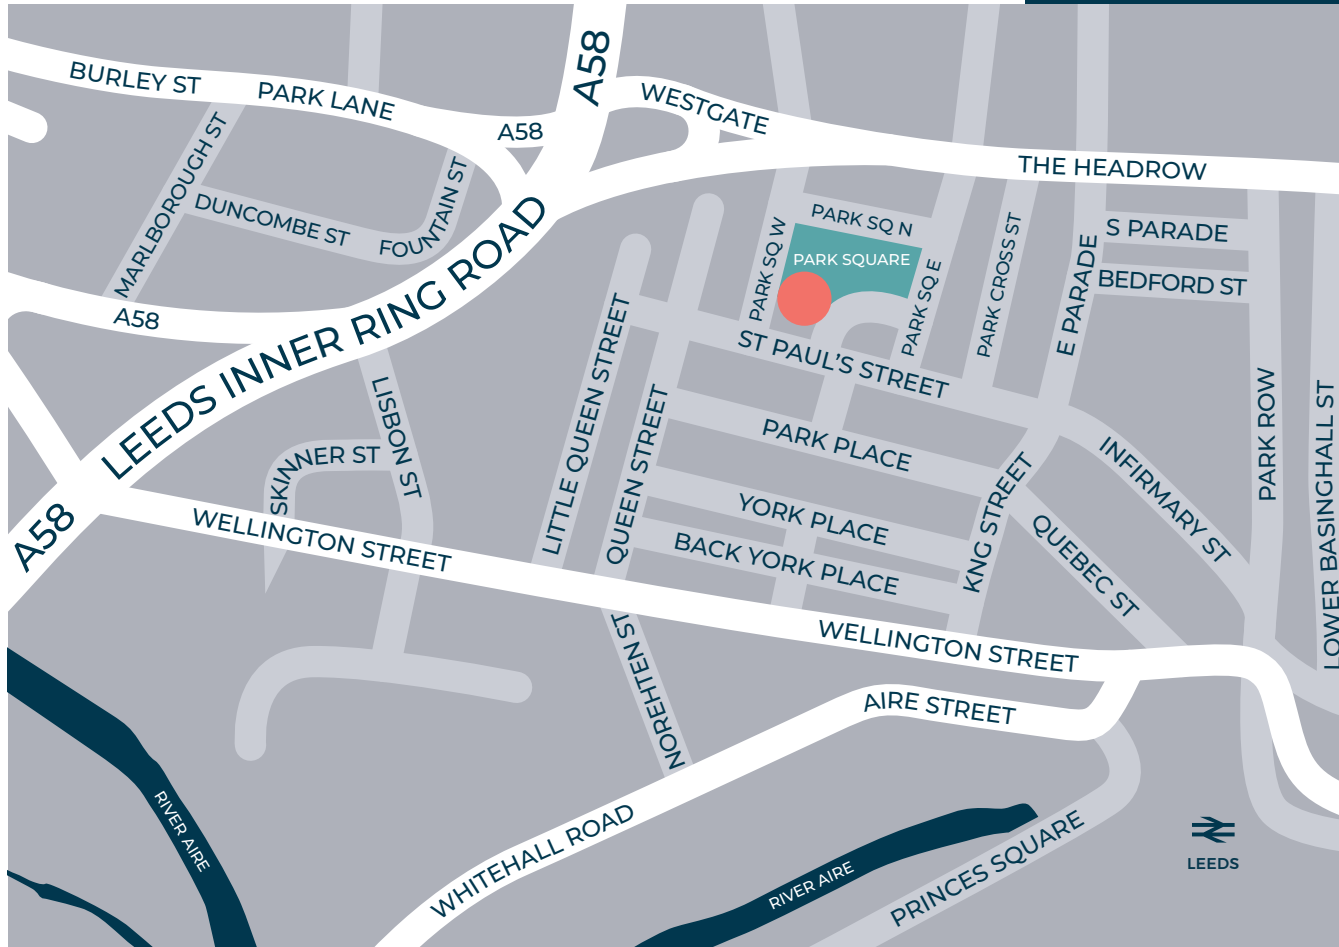 A58
BURLEY ST
PARK LANE
WESTGATE
A58
THE HEADROW
MARLBOROUGH ST
DUNCOMBE ST
FOUNTAIN ST
PARK SQ N
S PARADE
PARK SQUARE
PARK SQ W
PARK SQ E
PARK CROSS ST
E PARADE
BEDFORD ST
A58
LEEDS INNER RING ROAD
ST PAUL'S STREET
LITTLE QUEEN STREET
QUEEN STREET
LISBON ST
SKINNER ST
PARK PLACE
PARK ROW
LOWER BASINGHALL ST
INFIRMARY ST
YORK PLACE
KNG STREET
QUEBEC ST
BACK YORK PLACE
A58
WELLINGTON STREET
WELLINGTON STREET
NOREHTEN ST
AIRE STREET
RIVER AIRE
WHITEHALL ROAD
RIVER AIRE
PRINCES SQUARE
LEEDS